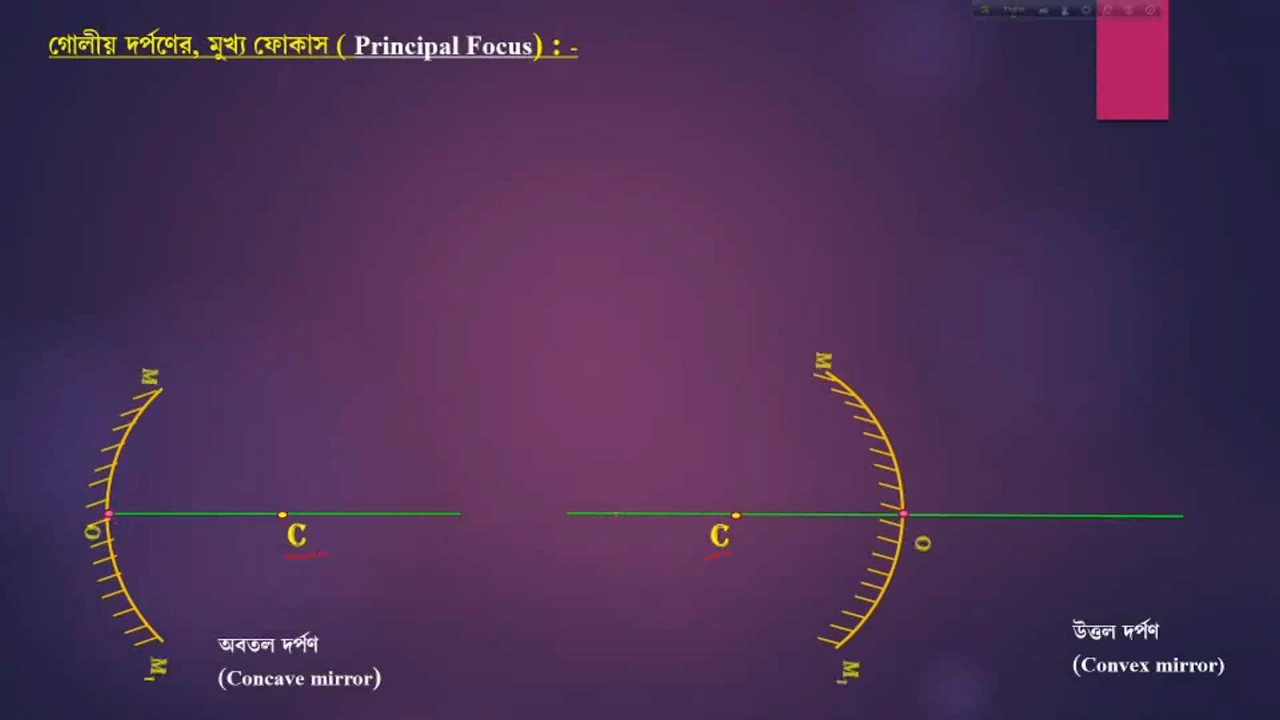 গোলীয় দর্পণের, মুখ্য ফোকাস ( Principal Focus) : -
M
M
O
C
C
O
M₁
M₁
অবতল দর্পণ
(Concave mirror)
উত্তল দর্পণ
(Convex mirror)